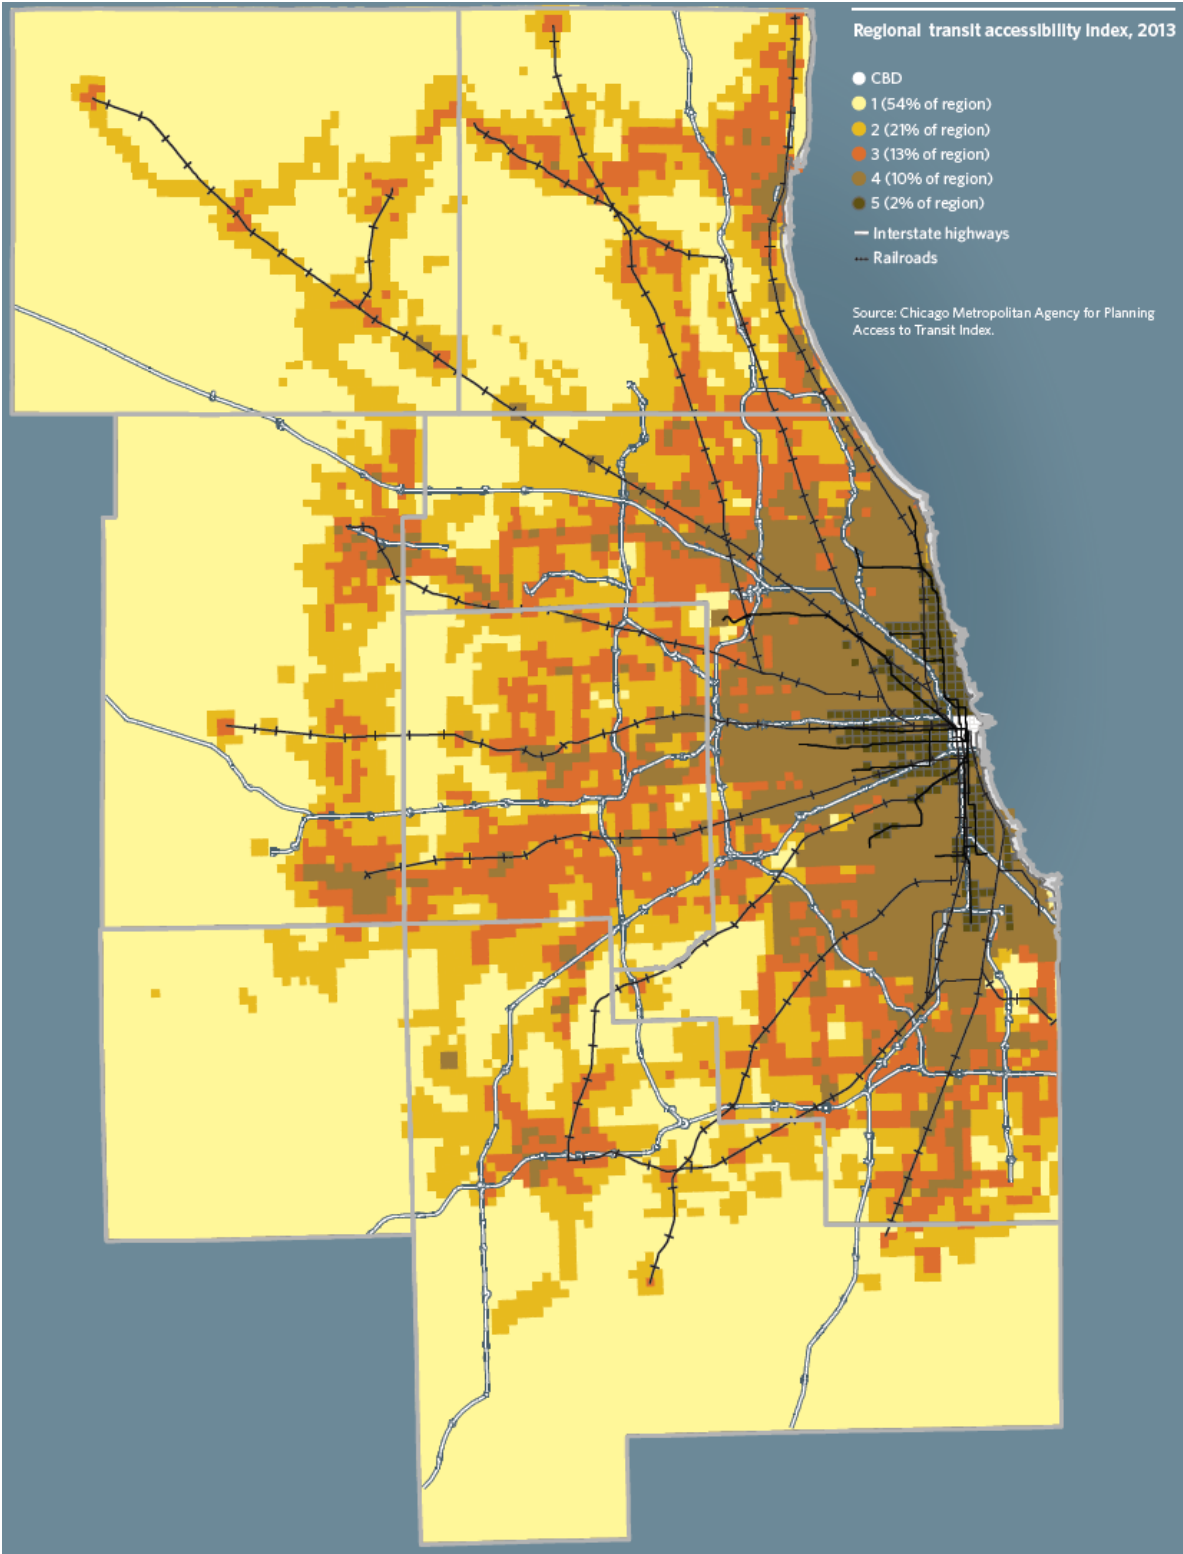 Regional transit accessibility index, 2013
CBD
1 (54% of region)
2 (21% of region)
3 (13% of region)
4 (10% of region)
5 (2% of region)
Interstate highways
Railroads
Source: Chicago Metropolitan Agency for Planning
Access to Transit Index.